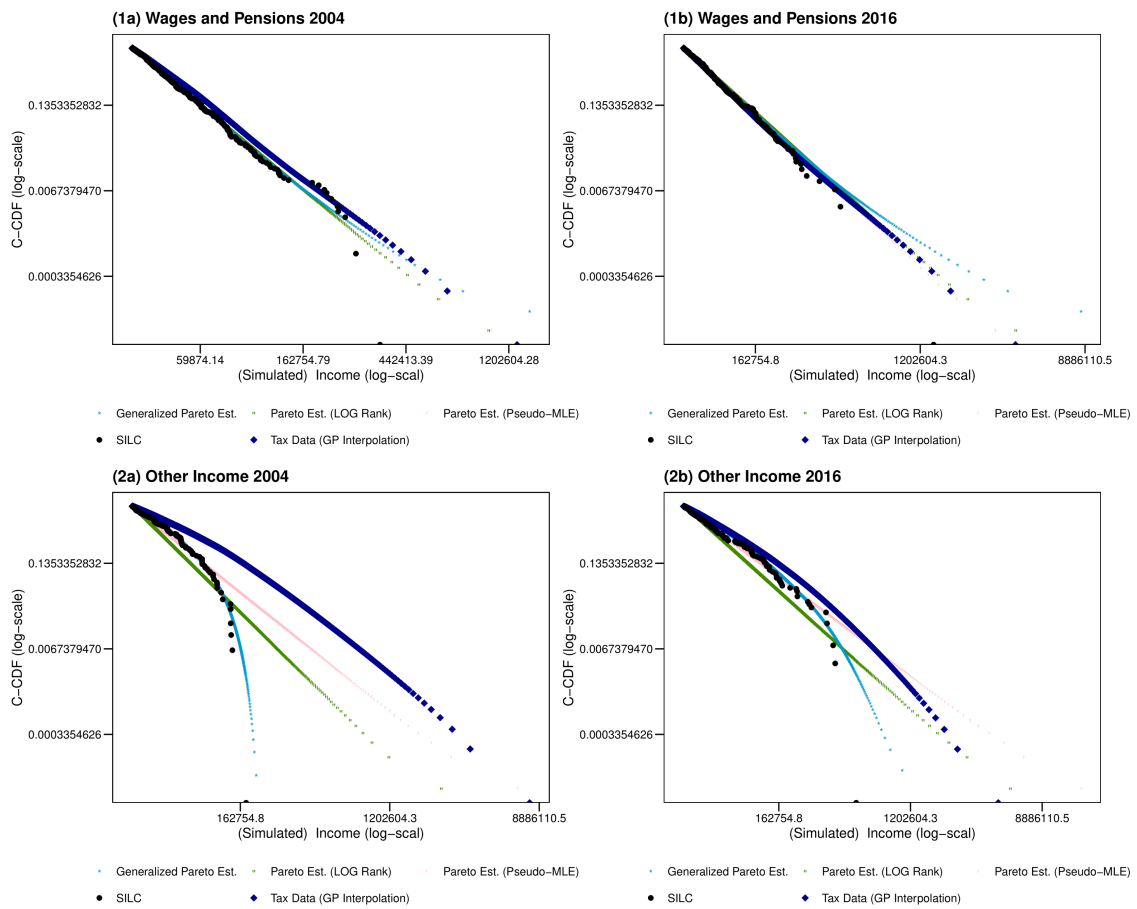 (1a) Wages and Pensions 2004
C−CDF (log−scale)
0.1353352832
0.0067379470
0.0003354626
59874.14
162754.79
442413.39
1202604.28
(Simulated) Income (log−scal)
Generalized Pareto Est.
Pareto Est. (LOG Rank)
Pareto Est. (Pseudo−MLE)
SILC
Tax Data (GP Interpolation)
(1b) Wages and Pensions 2016
C−CDF (log−scale)
0.1353352832
0.0067379470
0.0003354626
162754.8
1202604.3
8886110.5
(Simulated) Income (log−scal)
Generalized Pareto Est.
Pareto Est. (LOG Rank)
Pareto Est. (Pseudo−MLE)
SILC
Tax Data (GP Interpolation)
(2a) Other Income 2004
C−CDF (log−scale)
0.1353352832
0.0067379470
0.0003354626
162754.8
1202604.3
8886110.5
(Simulated) Income (log−scal)
Generalized Pareto Est.
Pareto Est. (LOG Rank)
Pareto Est. (Pseudo−MLE)
SILC
Tax Data (GP Interpolation)
(2b) Other Income 2016
C−CDF (log−scale)
0.1353352832
0.0067379470
0.0003354626
162754.8
1202604.3
8886110.5
(Simulated) Income (log−scal)
Generalized Pareto Est.
Pareto Est. (LOG Rank)
Pareto Est. (Pseudo−MLE)
SILC
Tax Data (GP Interpolation)